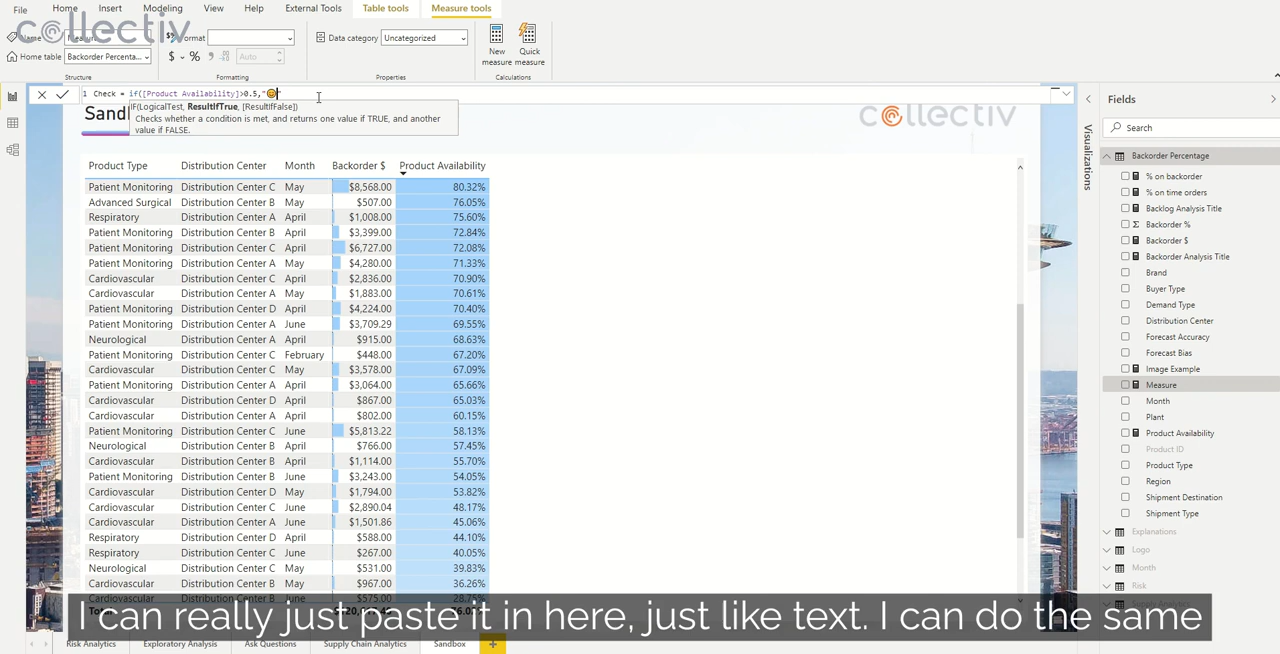 File Home Insert Modeling View Help External Tools Table tools Measure tools
collectiv
Format
Data category Uncategorized
Home table Backorder Percenta...
$ % Auto
New measure
Quick measure
Structure Formatting Properties Calculations
1 Check = if([Product Availability]>0.5,"😊"
IF(LogicalTest, ResultIfTrue, [ResultIfFalse])
Checks whether a condition is met, and returns one value if TRUE, and another
value if FALSE.
collectiv
Product Type Distribution Center Month Backorder $ Product Availability
Patient Monitoring Distribution Center C May $8,568.00 80.32%
Advanced Surgical Distribution Center B May $507.00 76.05%
Respiratory Distribution Center A April $1,008.00 75.60%
Patient Monitoring Distribution Center B April $3,399.00 72.84%
Patient Monitoring Distribution Center C April $6,727.00 72.08%
Patient Monitoring Distribution Center A May $4,280.00 71.33%
Cardiovascular Distribution Center C April $2,836.00 70.90%
Cardiovascular Distribution Center A May $1,883.00 70.61%
Patient Monitoring Distribution Center D April $4,224.00 70.40%
Patient Monitoring Distribution Center A June $3,709.29 69.55%
Neurological Distribution Center A April $915.00 68.63%
Patient Monitoring Distribution Center C February $448.00 67.20%
Cardiovascular Distribution Center C May $3,578.00 67.09%
Patient Monitoring Distribution Center A April $3,064.00 65.66%
Cardiovascular Distribution Center D April $867.00 65.03%
Cardiovascular Distribution Center A April $802.00 60.15%
Patient Monitoring Distribution Center C June $5,813.22 58.13%
Neurological Distribution Center B April $766.00 57.45%
Cardiovascular Distribution Center B April $1,114.00 55.70%
Patient Monitoring Distribution Center B June $3,243.00 54.05%
Cardiovascular Distribution Center D May $1,794.00 53.82%
Cardiovascular Distribution Center C June $2,890.04 48.17%
Cardiovascular Distribution Center A June $1,501.86 45.06%
Respiratory Distribution Center D April $588.00 44.10%
Respiratory Distribution Center C June $267.00 40.05%
Neurological Distribution Center C May $531.00 39.83%
Cardiovascular Distribution Center B May $967.00 36.26%
Cardiovascular Distribution Center B June $575.00 28.75%
Visualizations
Fields
Search
Backorder Percentage
% on backorder
% on time orders
Backlog Analysis Title
Backorder %
Backorder $
Backorder Analysis Title
Brand
Buyer Type
Demand Type
Distribution Center
Forecast Accuracy
Forecast Bias
Image Example
Measure
Month
Plant
Product Availability
Product ID
Product Type
Region
Shipment Destination
Shipment Type
Explanations
Logo
Month
Risk
I can really just paste it in here, just like text. I can do the same
Risk Analytics Exploratory Analysis Ask Questions Supply Chain Analytics Sandbox